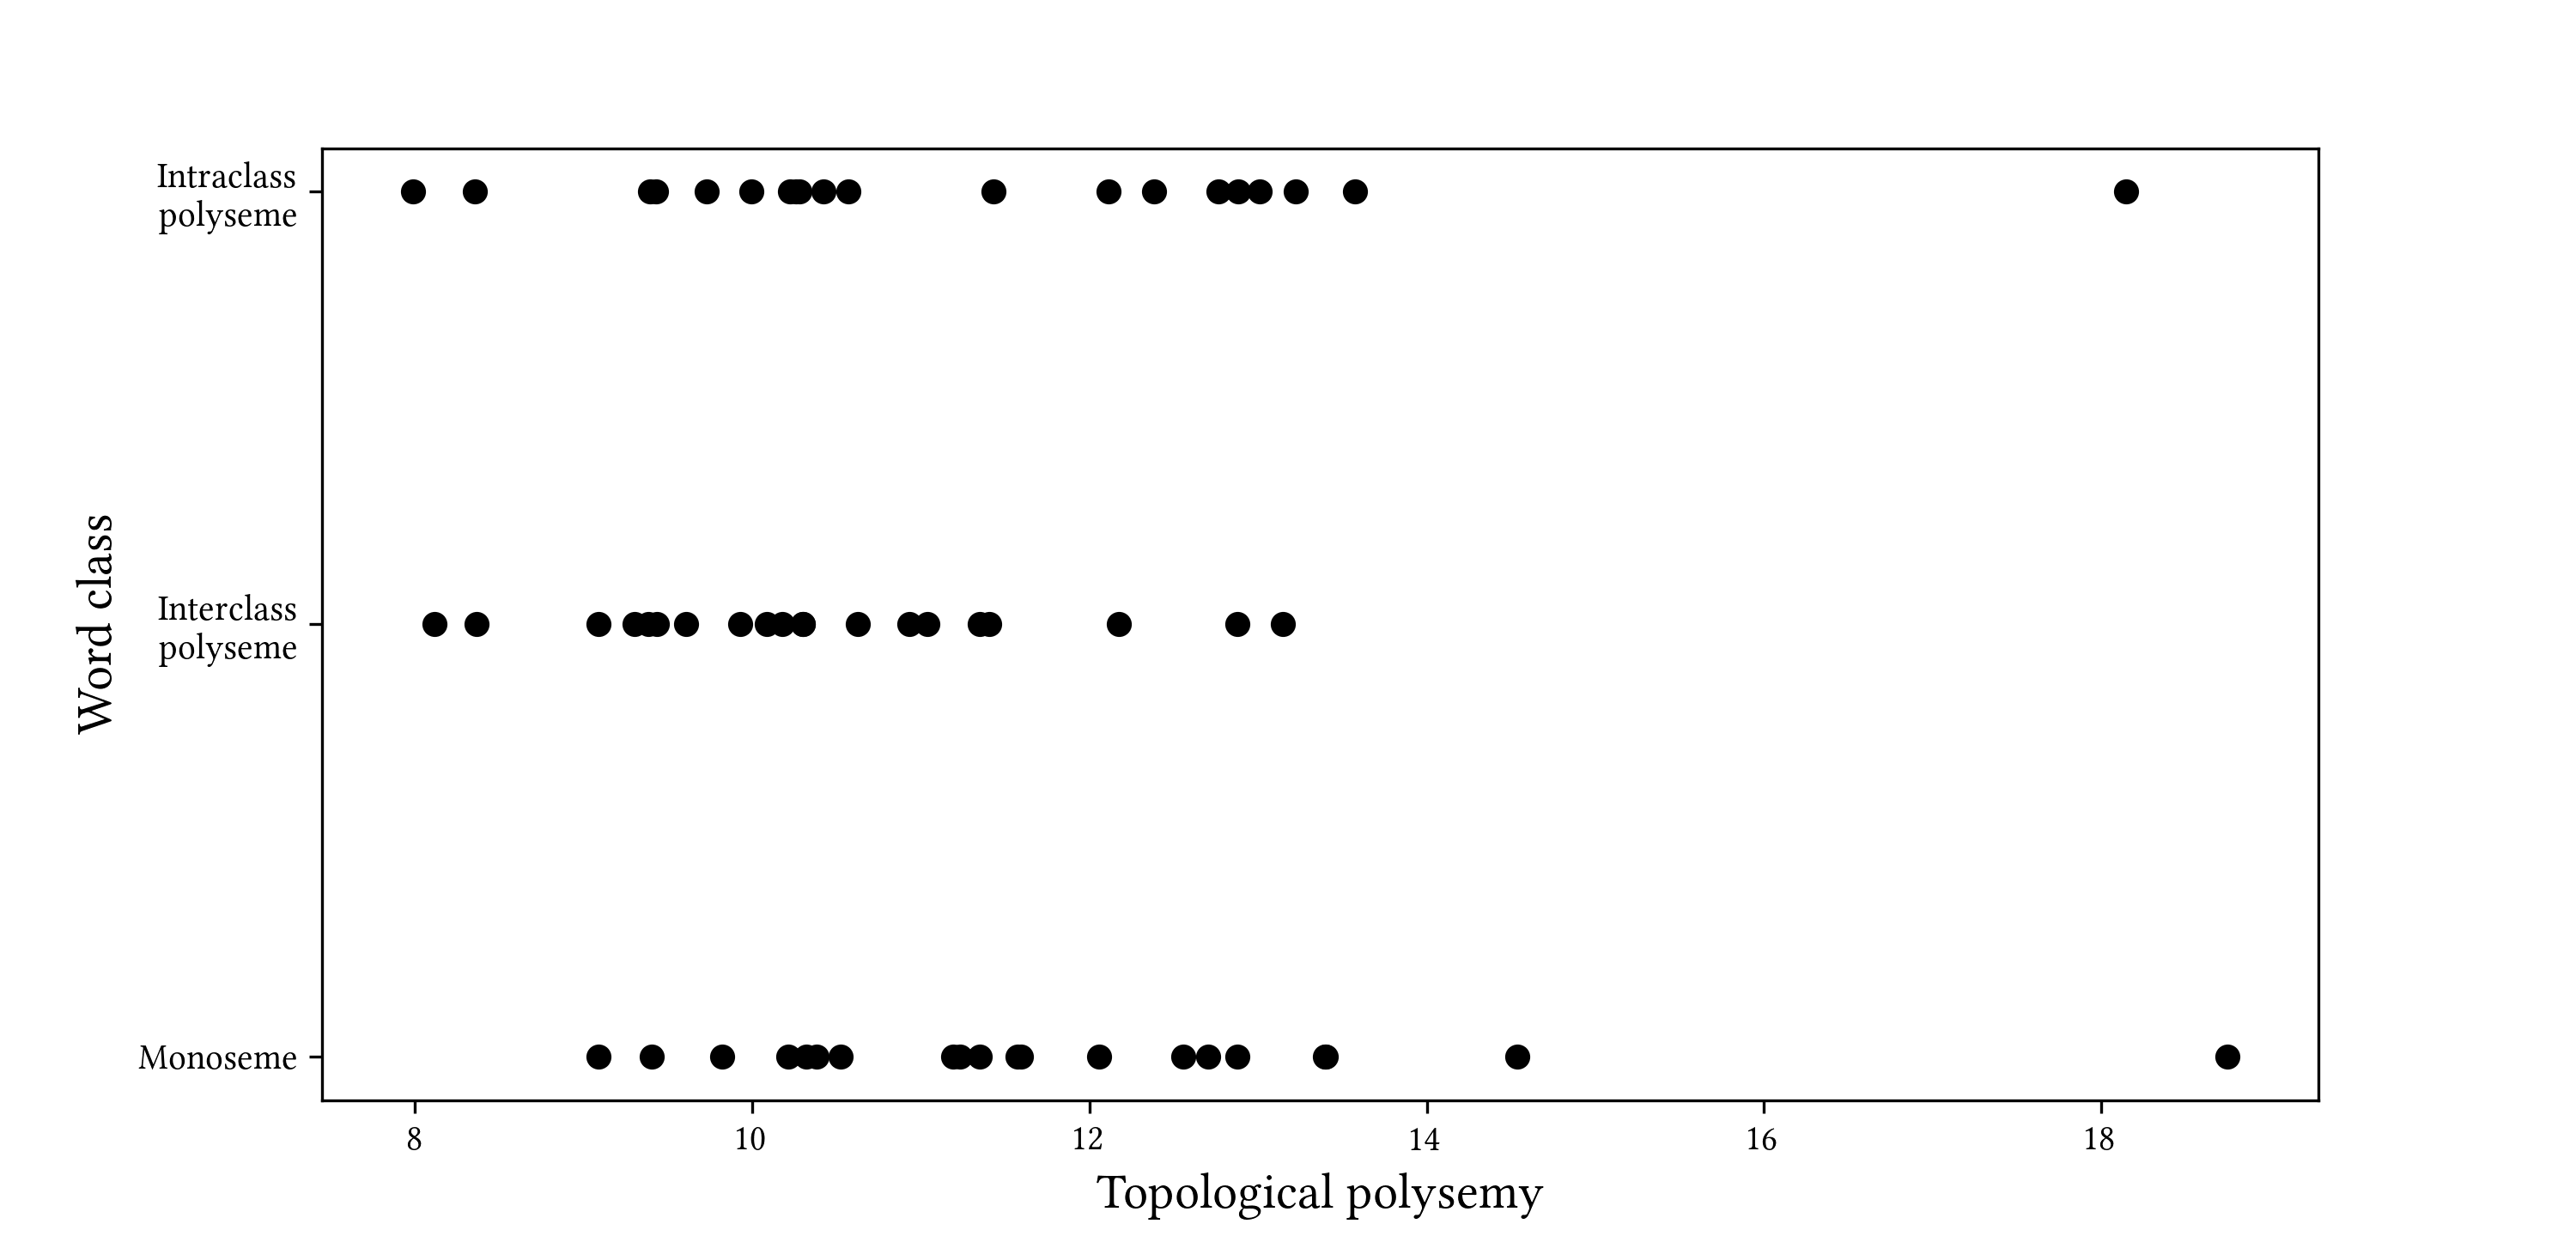 Intraclass
polyseme
Interclass
polyseme
Monoseme
Word class
8 10 12 14 16 18
Topological polysemy